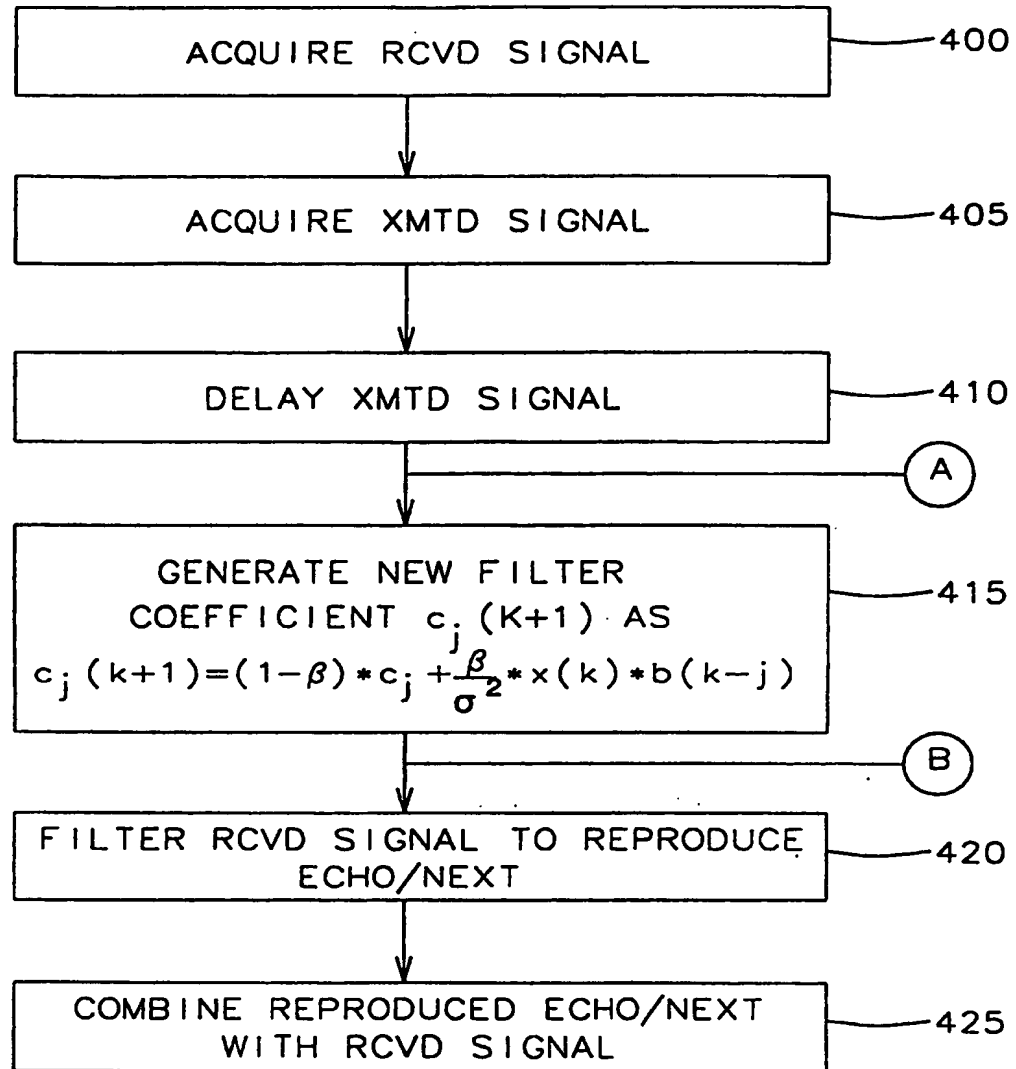 ACQUIRE RCVD SIGNAL
400
ACQUIRE XMTD SIGNAL
405
DELAY XMTD SIGNAL
410
A
GENERATE NEW FILTER
COEFFICIENT c_j (K+1) AS
c_j (k+1)=(1-β)*c_j+β/σ²*x(k)*b(k-j)
415
B
FILTER RCVD SIGNAL TO REPRODUCE
ECHO/NEXT
420
COMBINE REPRODUCED ECHO/NEXT
WITH RCVD SIGNAL
425